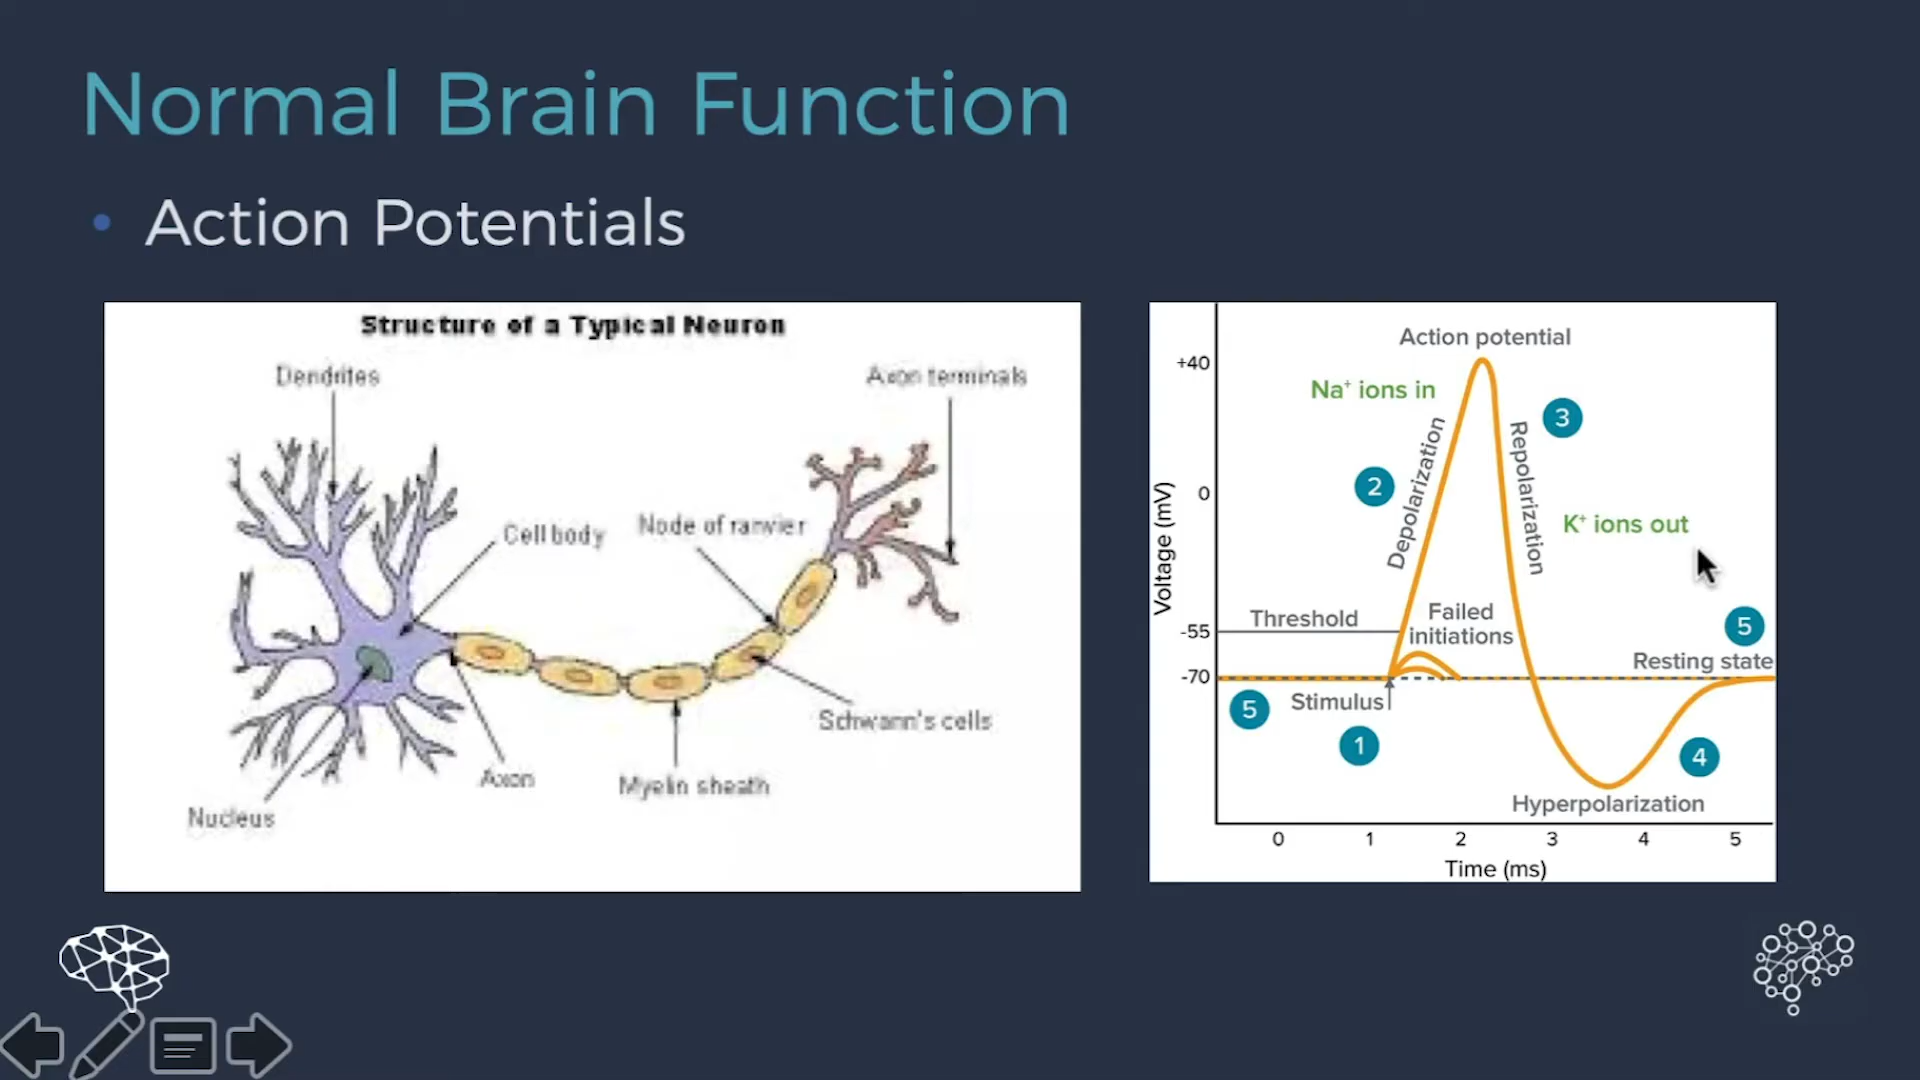 Normal Brain Function
• Action Potentials
Structure of a Typical Neuron
Dendrites
Axon terminals
Cell body
Node of ranvier
Schwann's cells
Axon
Myelin sheath
Nucleus
Action potential
+40
Na⁺ ions in
3
Depolarization
Repolarization
2
0
K⁺ ions out
Voltage (mV)
Threshold
Failed
initiations
-55
5
Resting state
-70
5
Stimulus
1
4
Hyperpolarization
0 1 2 3 4 5
Time (ms)